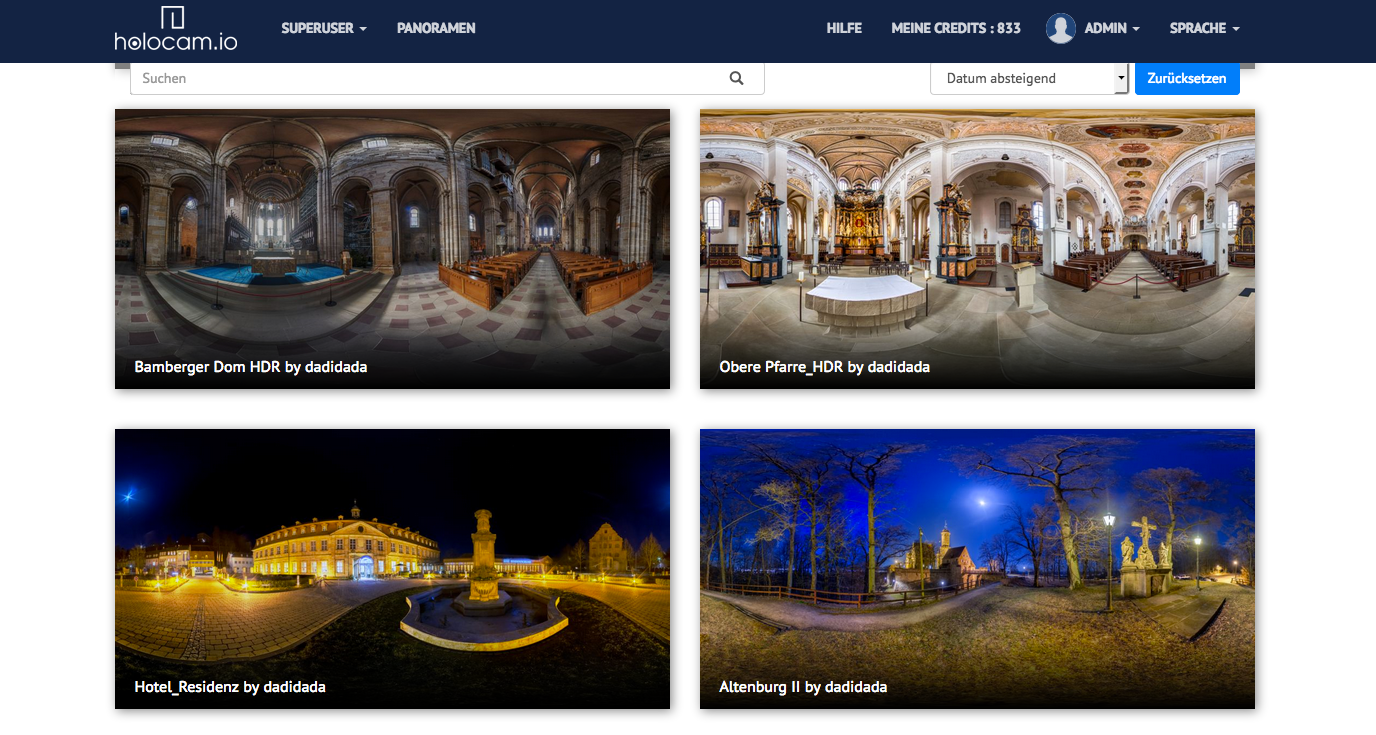 holocam.io SUPERUSER PANORAMEN HILFE MEINE CREDITS : 833 ADMIN SPRACHE
Suchen Datum absteigend Zurücksetzen
Bamberger Dom HDR by dadidada
Obere Pfarre_HDR by dadidada
Hotel_Residenz by dadidada
Altenburg II by dadidada